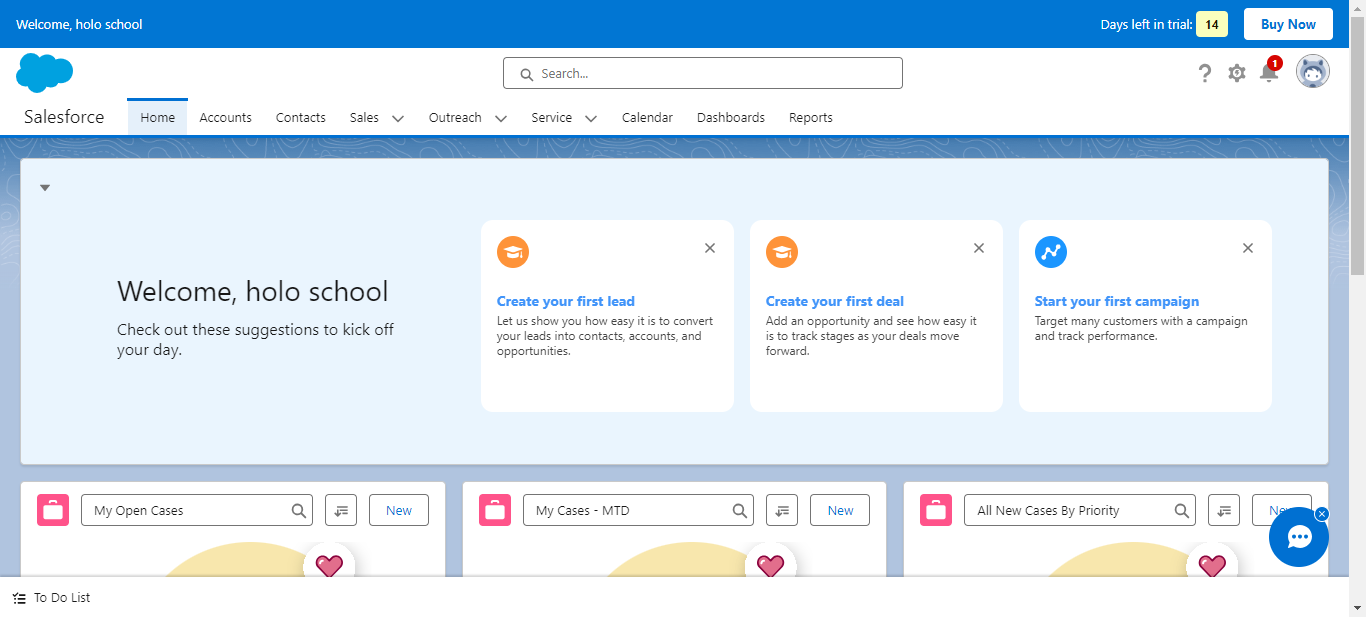 Welcome, holo school
Days left in trial: 14 Buy Now
Search...
1
Salesforce Home Accounts Contacts Sales Outreach Service Calendar Dashboards Reports
Welcome, holo school
Check out these suggestions to kick off
your day.
Create your first lead
Let us show you how easy it is to convert
your leads into contacts, accounts, and
opportunities.
Create your first deal
Add an opportunity and see how easy it
is to track stages as your deals move
forward.
Start your first campaign
Target many customers with a campaign
and track performance.
My Open Cases New
My Cases - MTD New
All New Cases By Priority
To Do List